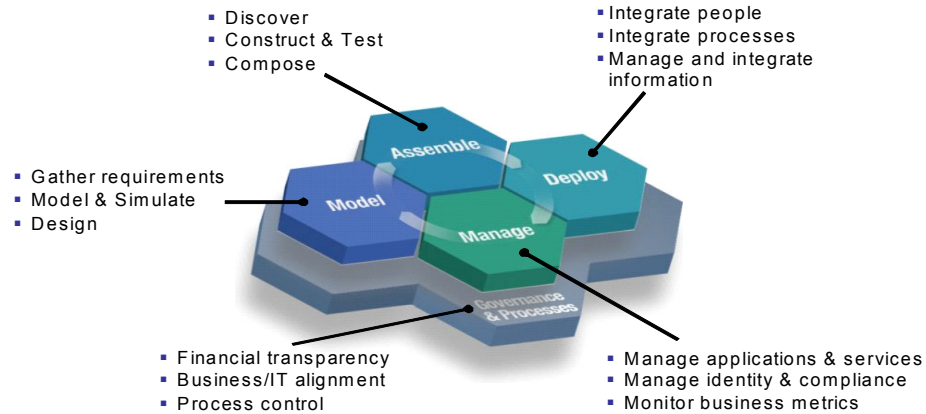 Discover
Construct & Test
Compose
Integrate people
Integrate processes
Manage and integrate
information
Assemble
Deploy
Gather requirements
Model & Simulate
Design
Model
Manage
Governance
& Processes
Financial transparency
Business/IT alignment
Process control
Manage applications & services
Manage identity & compliance
Monitor business metrics